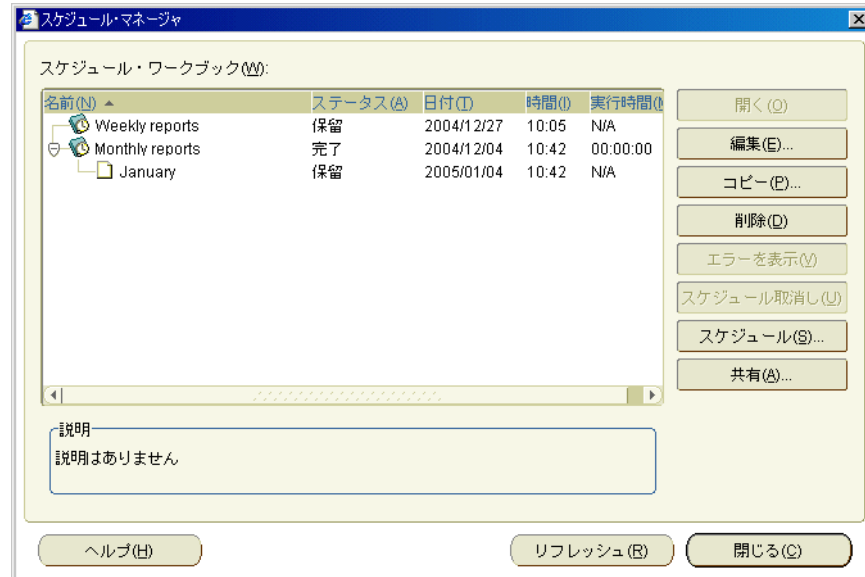 スケジュール・マネージャ
スケジュール・ワークブック(W):
名前(N) ステータス(A) 日付(T) 時間(I) 実行時間(
Weekly reports 保留 2004/12/27 10:05 N/A
Monthly reports 完了 2004/12/04 10:42 00:00:00
January 保留 2005/01/04 10:42 N/A
開く(O)
編集(E)...
コピー(P)...
削除(D)
エラーを表示(V)
スケジュール取消し(U)
スケジュール(S)...
共有(A)...
説明
説明はありません
ヘルプ(H) リフレッシュ(R) 閉じる(C)